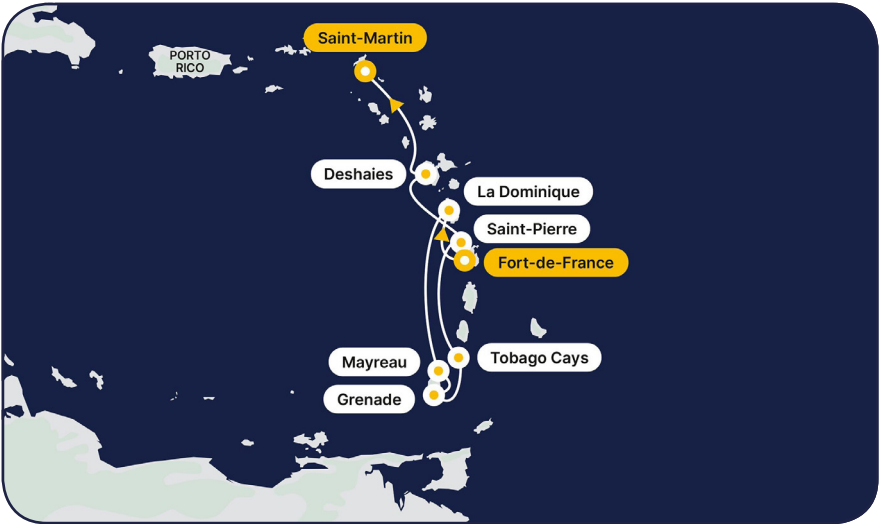 Saint-Martin
PORTO
RICO
Deshaies
La Dominique
Saint-Pierre
Fort-de-France
Mayreau
Tobago Cays
Grenade